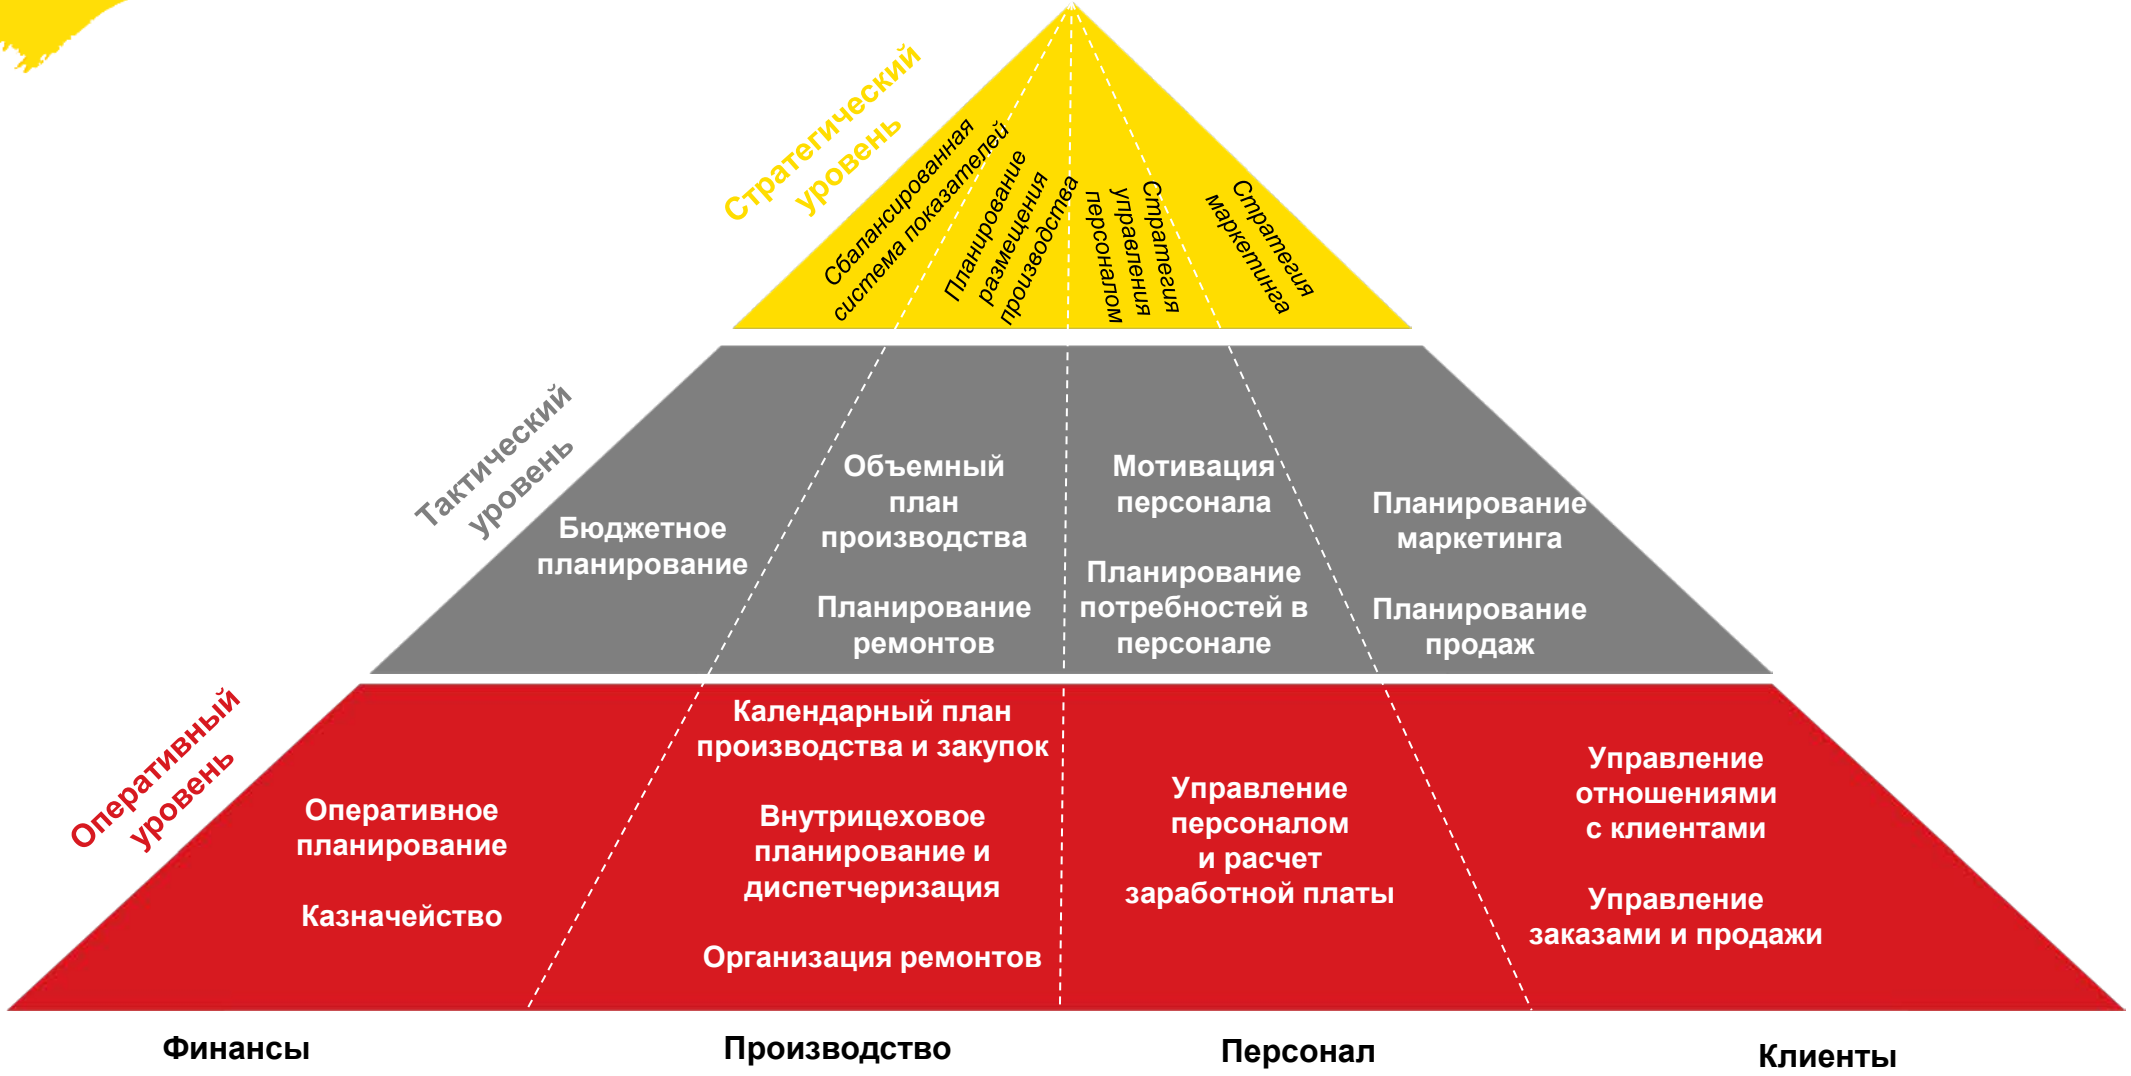 Стратегический
уровень
Сбалансированная
система показателей
Планирование
размещения
производства
Стратегия
управления
персоналом
Стратегия
маркетинга
Тактический
уровень
Бюджетное
планирование
Объемный
план
производства
Планирование
ремонтов
Мотивация
персонала
Планирование
потребностей в
персонале
Планирование
маркетинга
Планирование
продаж
Оперативный
уровень
Оперативное
планирование
Казначейство
Календарный план
производства и закупок
Внутрицеховое
планирование и
диспетчеризация
Организация ремонтов
Управление
персоналом
и расчет
заработной платы
Управление
отношениями
с клиентами
Управление
заказами и продажи
Финансы
Производство
Персонал
Клиенты